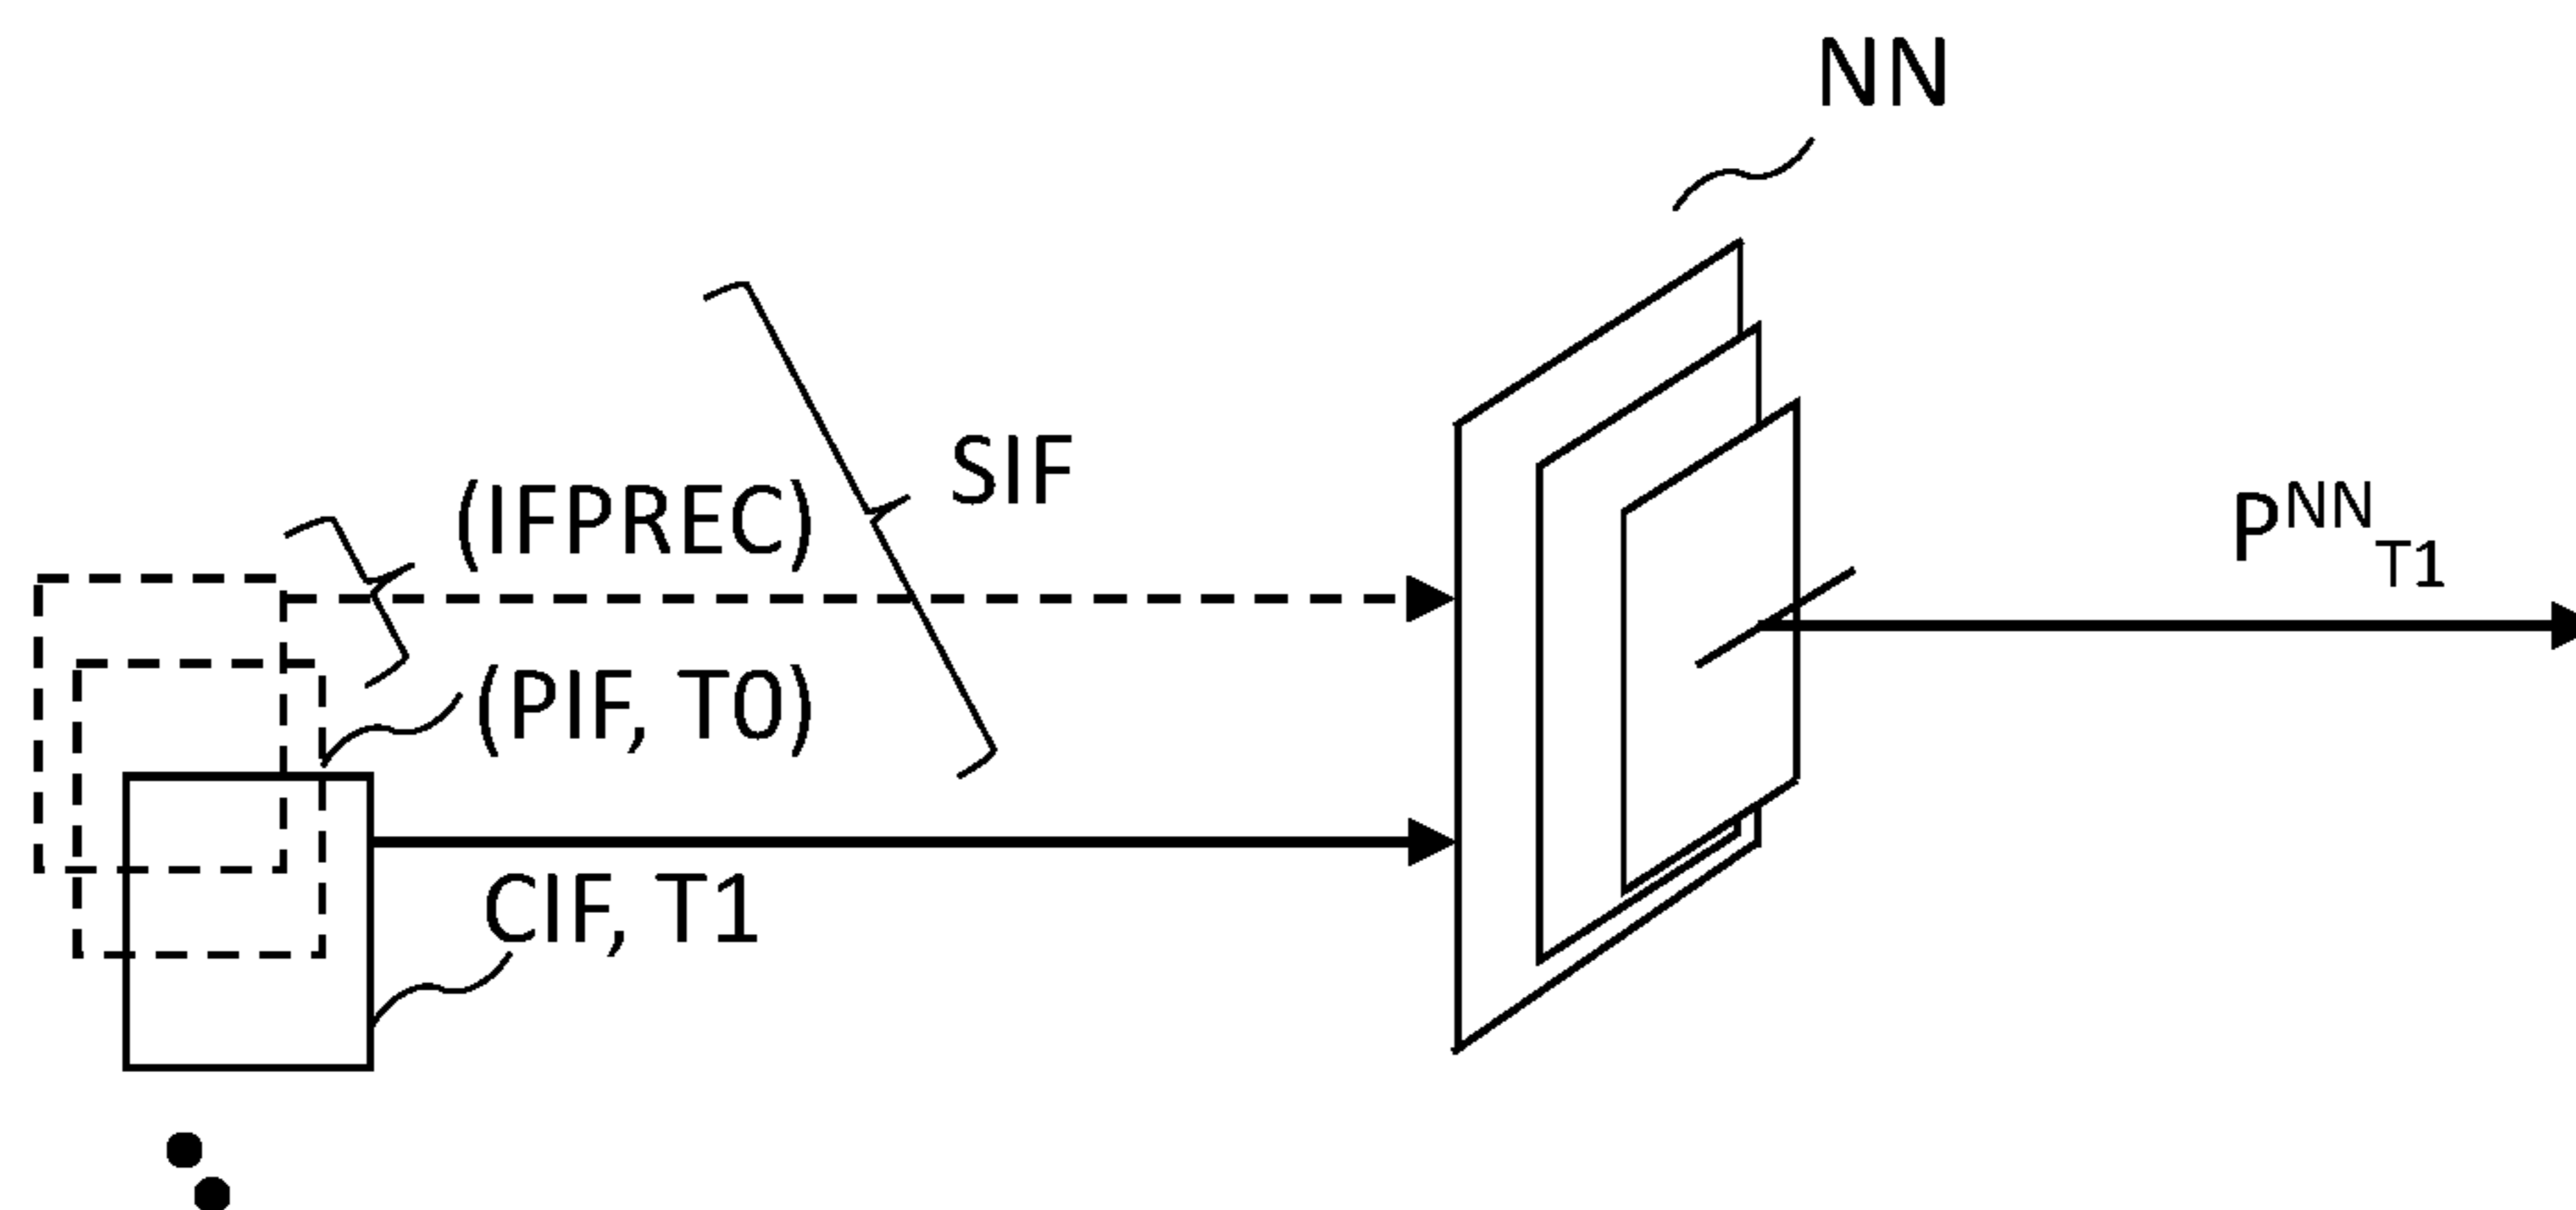 NN
SIF
(IFPREC)
P^NN_T1
(PIF, T0)
CIF, T1